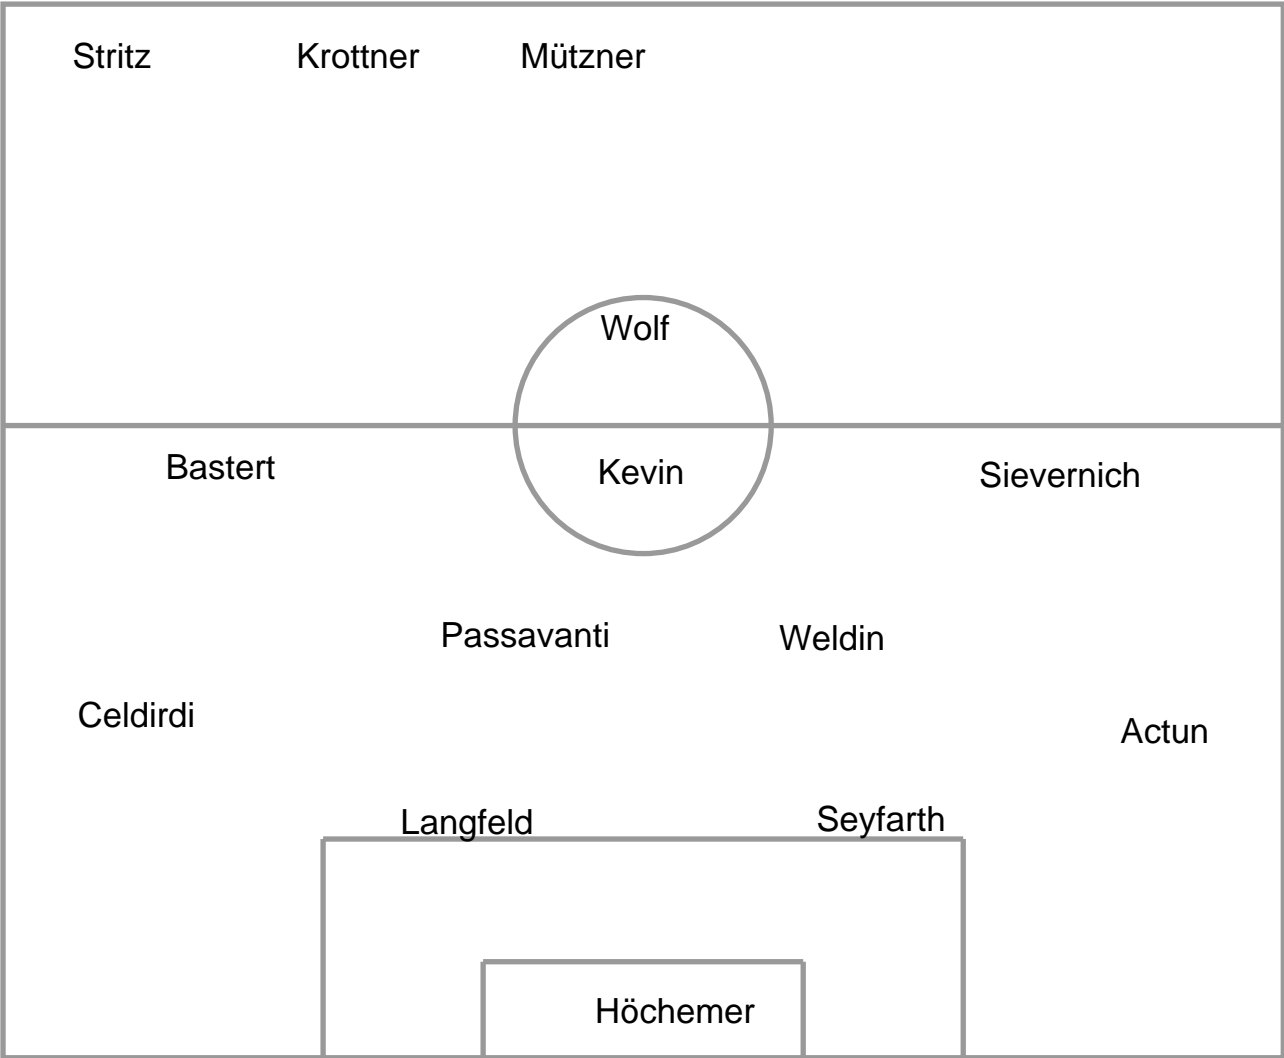 Stritz Krottner Mützner
Wolf
Bastert Kevin Sievernich
Passavanti Weldin
Celdirdi Actun
Langfeld Seyfarth
Höchemer